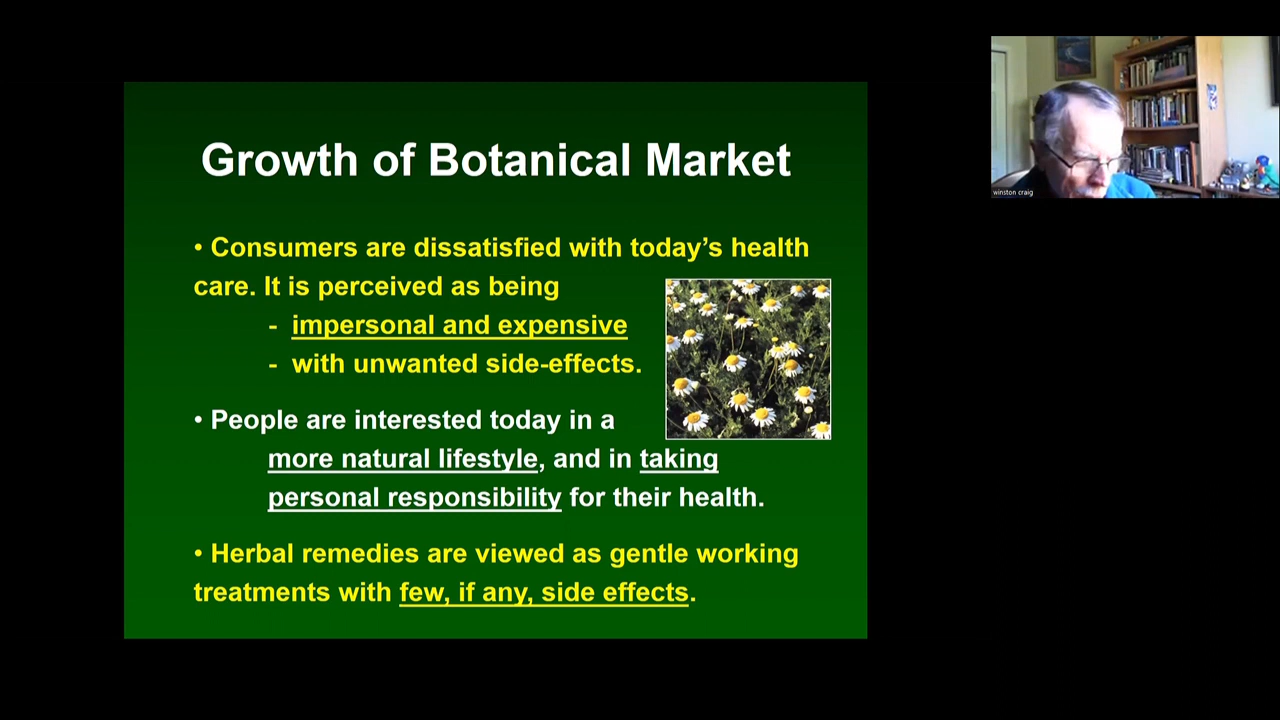 Growth of Botanical Market
• Consumers are dissatisfied with today’s health
care. It is perceived as being
- impersonal and expensive
- with unwanted side-effects.
• People are interested today in a
more natural lifestyle, and in taking
personal responsibility for their health.
• Herbal remedies are viewed as gentle working
treatments with few, if any, side effects.
winston craig